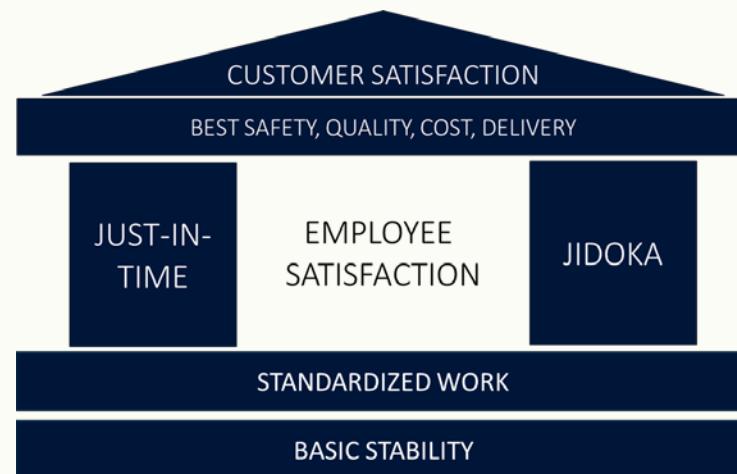 CUSTOMER SATISFACTION
BEST SAFETY, QUALITY, COST, DELIVERY
JUST-IN-
TIME
EMPLOYEE
SATISFACTION
JIDOKA
STANDARDIZED WORK
BASIC STABILITY